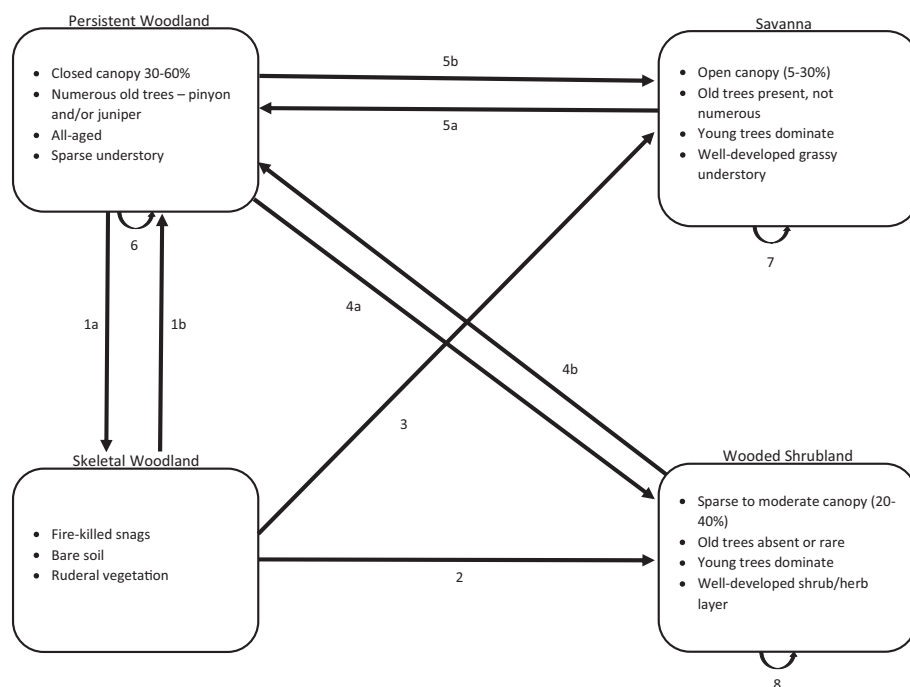 Persistent Woodland
• Closed canopy 30-60%
• Numerous old trees – pinyon
and/or juniper
• All-aged
• Sparse understory
Savanna
• Open canopy (5-30%)
• Old trees present, not
numerous
• Young trees dominate
• Well-developed grassy
understory
5b
5a
6
7
1a
1b
4a
4b
3
Skeletal Woodland
• Fire-killed snags
• Bare soil
• Ruderal vegetation
2
Wooded Shrubland
• Sparse to moderate canopy (20-
40%)
• Old trees absent or rare
• Young trees dominate
• Well-developed shrub/herb
layer
8